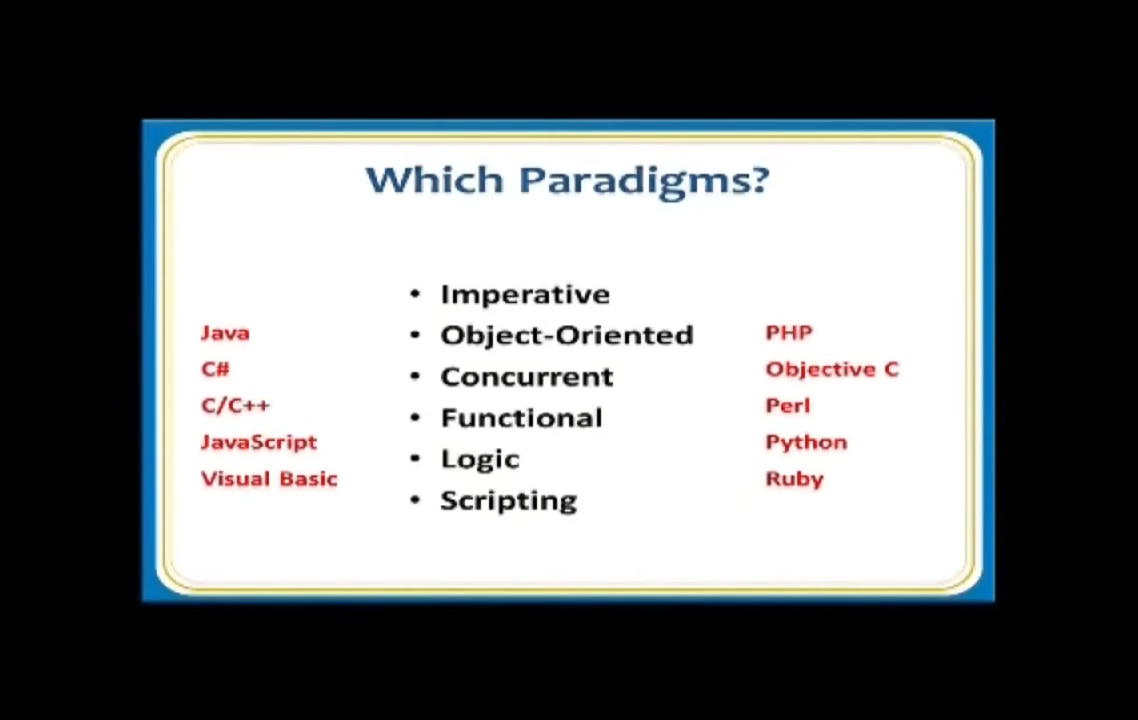 Which Paradigms?
Java
C#
C/C++
JavaScript
Visual Basic
• Imperative
• Object-Oriented
• Concurrent
• Functional
• Logic
• Scripting
PHP
Objective C
Perl
Python
Ruby